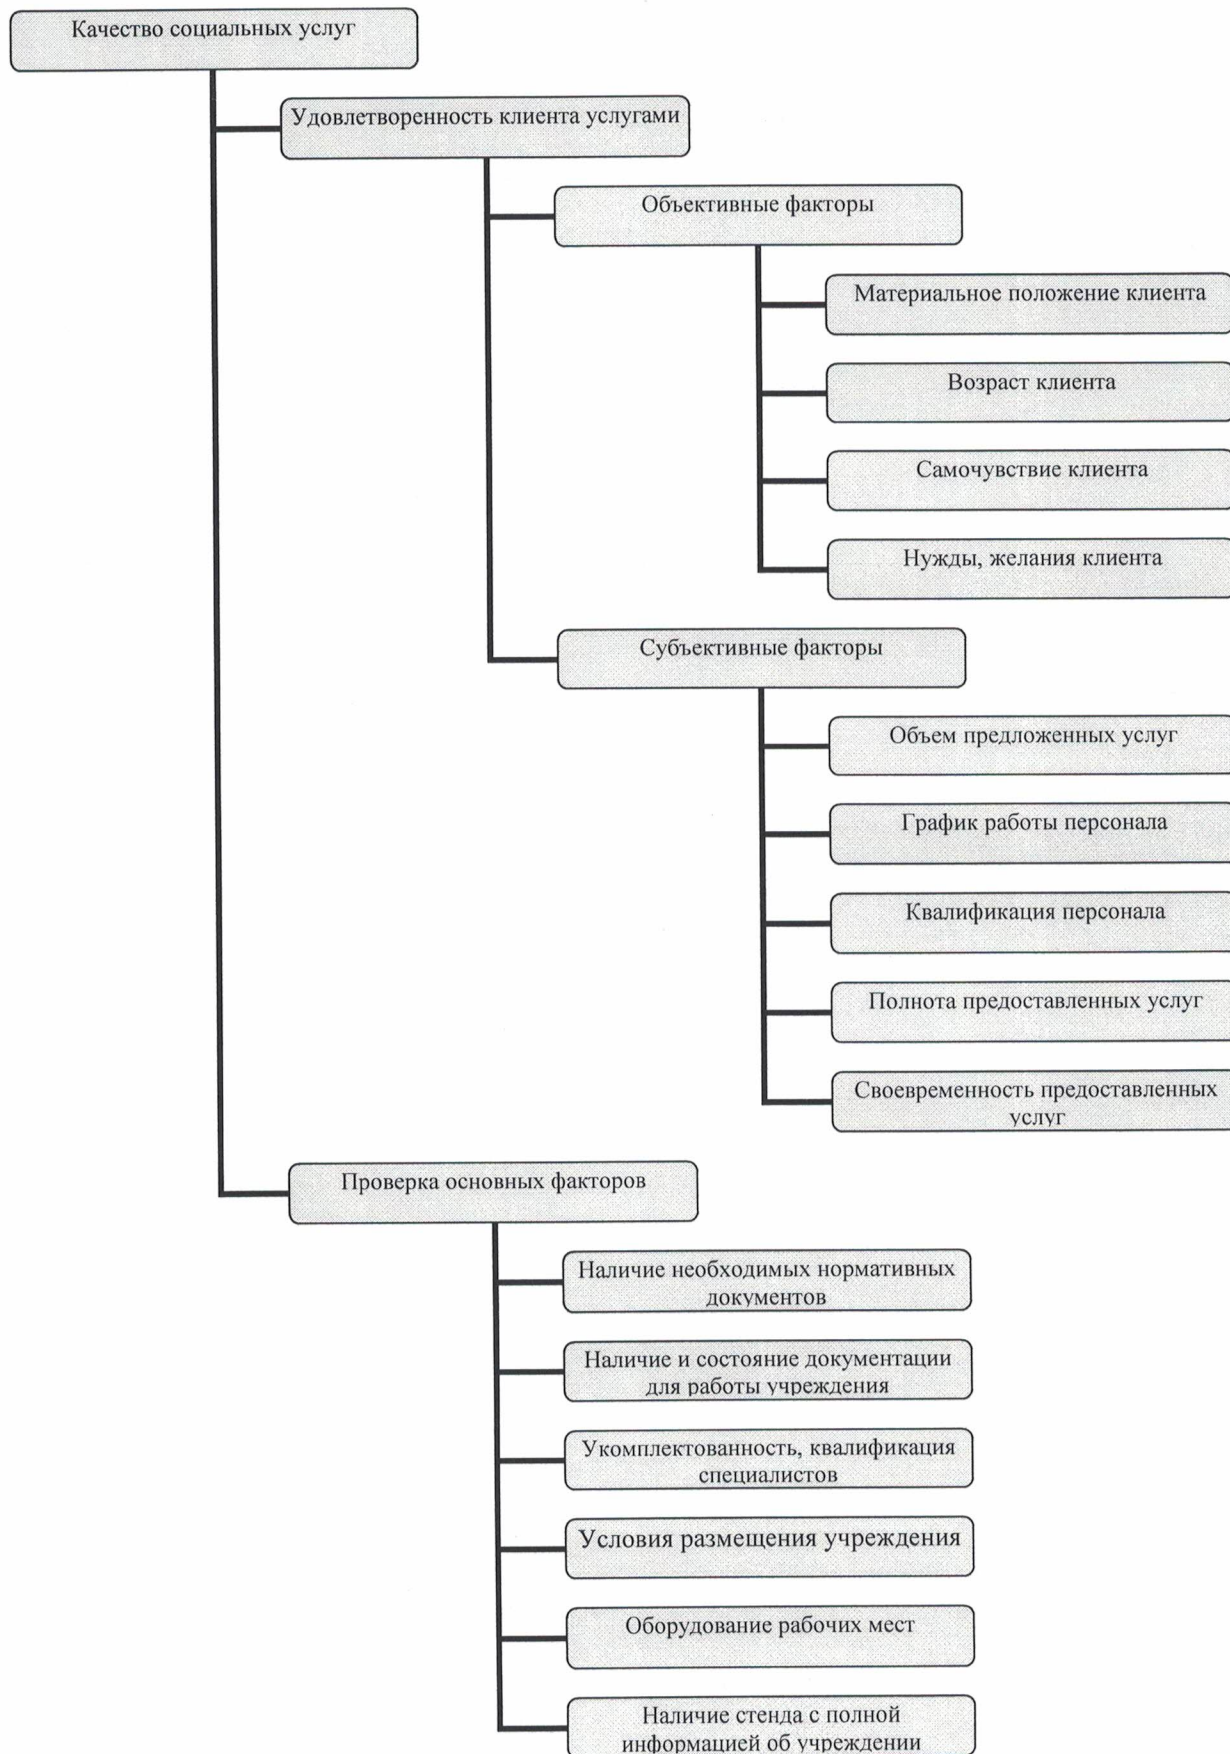 Качество социальных услуг
Удовлетворенность клиента услугами
Объективные факторы
Материальное положение клиента
Возраст клиента
Самочувствие клиента
Нужды, желания клиента
Субъективные факторы
Объем предложенных услуг
График работы персонала
Квалификация персонала
Полнота предоставленных услуг
Своевременность предоставленных
услуг
Проверка основных факторов
Наличие необходимых нормативных
документов
Наличие и состояние документации
для работы учреждения
Укомплектованность, квалификация
специалистов
Условия размещения учреждения
Оборудование рабочих мест
Наличие стенда с полной
информацией об учреждении